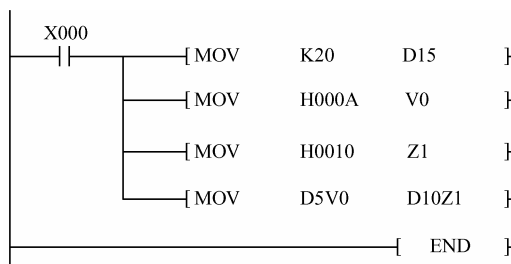 X000
[ MOV K20 D15 ]
[ MOV H000A V0 ]
[ MOV H0010 Z1 ]
[ MOV D5V0 D10Z1 ]
[ END ]